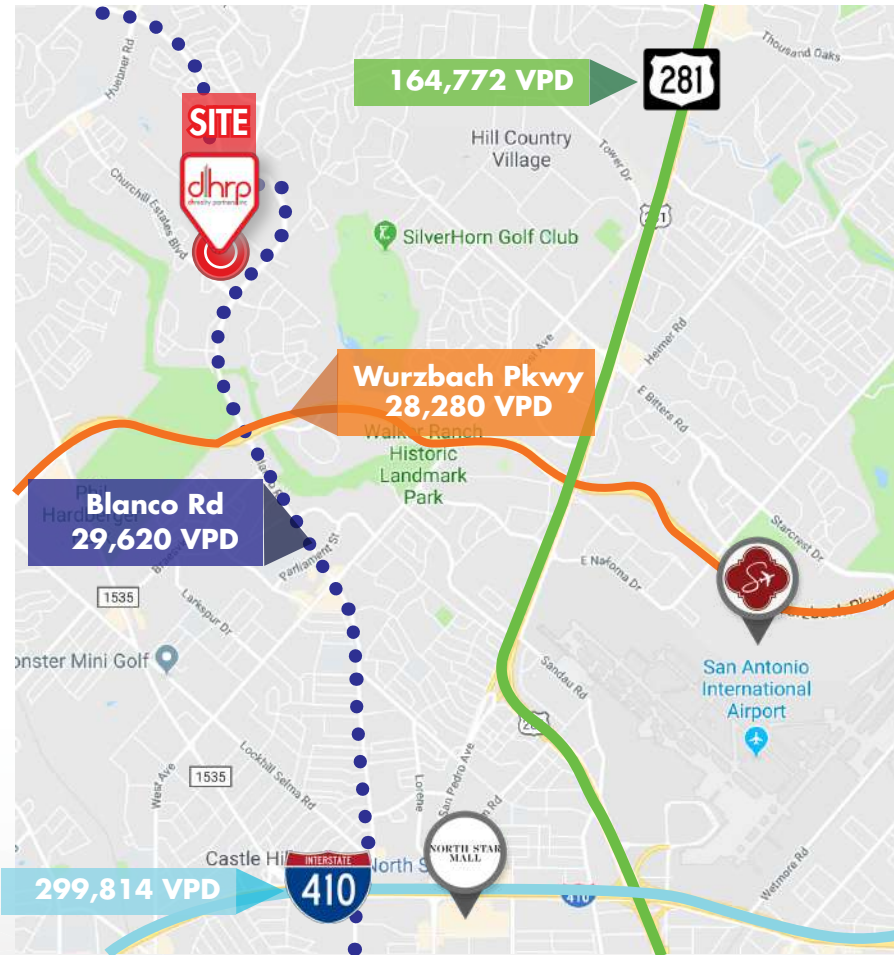 Huebner Rd
Thousand Oaks
164,772 VPD
281
SITE
Hill Country
Village
Tower Dr
dhrp
Churchill Estates Blvd
SilverHorn Golf Club
Heimer Rd
Wurzbach Pkwy
28,280 VPD
E Bitters Rd
Walker Ranch
Historic
Landmark
Park
Blanco Rd
29,620 VPD
Hardberger
Parliament St
Starcrest Dr
E Nakoma Dr
1535
Larkspur Dr
onster Mini Golf
San Antonio
International
Airport
Sandau Rd
West Ave
1535
Lockhill Selma Rd
Lorene
San Pedro Ave
NORTH STAR
MALL
Castle Hi
INTERSTATE
410
North S
299,814 VPD
410
Wetmore Rd